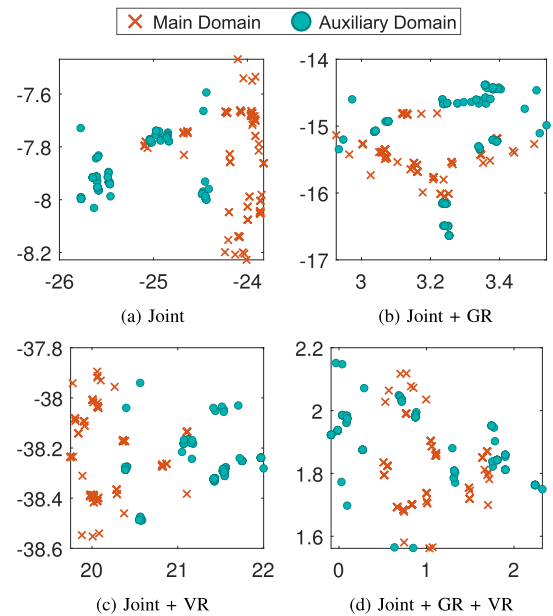 Main Domain Auxiliary Domain
-7.6
-7.8
-8
-8.2
-26 -25 -24
(a) Joint
-14
-15
-16
-17
3 3.2 3.4
(b) Joint + GR
-37.8
-38
-38.2
-38.4
-38.6
20 21 22
(c) Joint + VR
2.2
2
1.8
1.6
0 1 2
(d) Joint + GR + VR